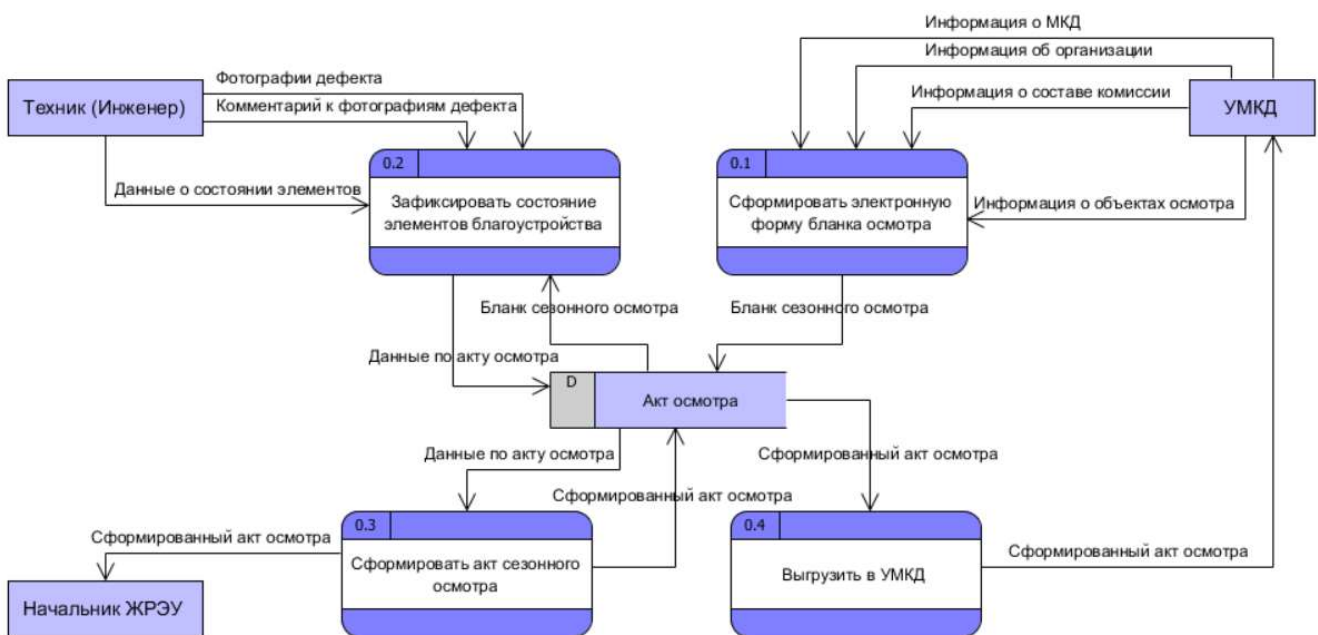 Информация о МКД
Информация об организации
Фотографии дефекта
Комментарий к фотографиям дефекта
Информация о составе комиссии
Техник (Инженер)
УМКД
0.2
0.1
Данные о состоянии элементов
Зафиксировать состояние
элементов благоустройства
Сформировать электронную
форму бланка осмотра
Информация о объектах осмотра
Бланк сезонного осмотра
Бланк сезонного осмотра
Данные по акту осмотра
D
Акт осмотра
Данные по акту осмотра
Сформированный акт осмотра
Сформированный акт осмотра
0.3
0.4
Сформированный акт осмотра
Сформированный акт осмотра
Сформировать акт сезонного
осмотра
Выгрузить в УМКД
Начальник ЖРЭУ